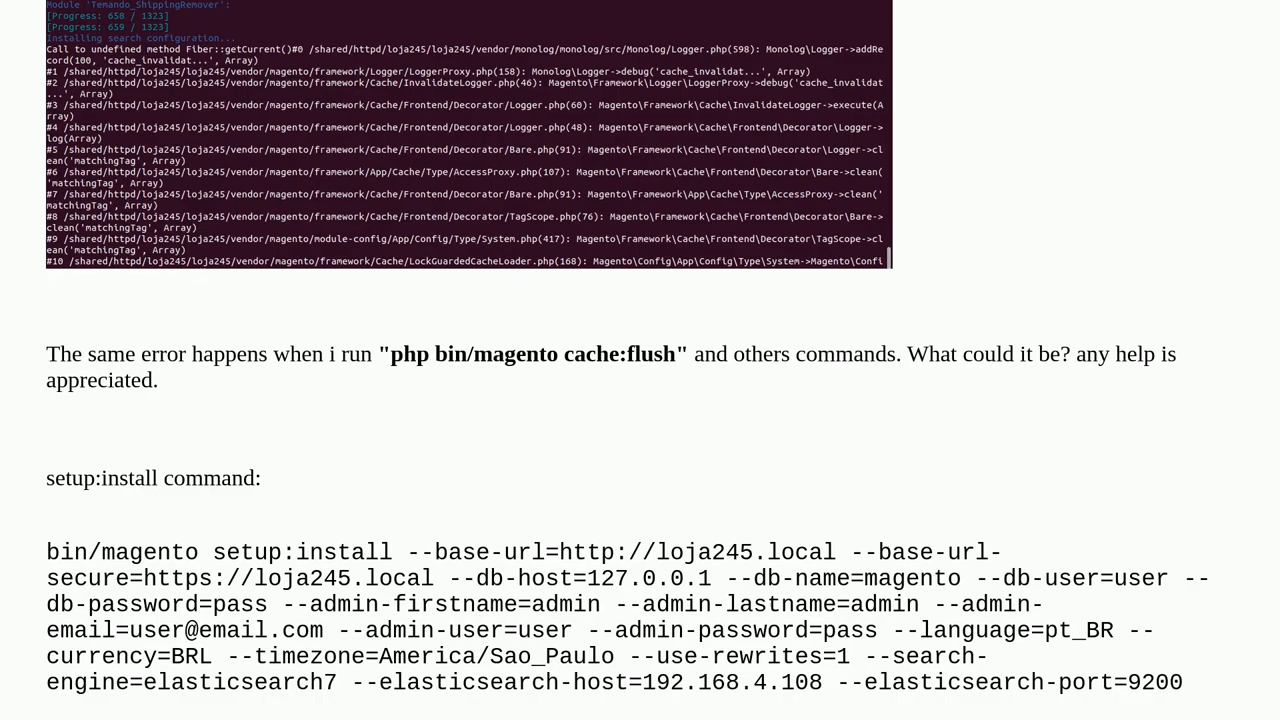 Module 'Temando_ShippingRemover':
[Progress: 658 / 1323]
[Progress: 659 / 1323]
Installing search configuration...
Call to undefined method Fiber::getCurrent()#0 /shared/httpd/loja245/loja245/vendor/monolog/monolog/src/Monolog/Logger.php(598): Monolog\Logger->addRe
cord(100, 'cache_invalidat...', Array)
#1 /shared/httpd/loja245/loja245/vendor/magento/framework/Logger/LoggerProxy.php(158): Monolog\Logger->debug('cache_invalidat...', Array)
#2 /shared/httpd/loja245/loja245/vendor/magento/framework/Cache/InvalidateLogger.php(46): Magento\Framework\Logger\LoggerProxy->debug('cache_invalidat
...', Array)
#3 /shared/httpd/loja245/loja245/vendor/magento/framework/Cache/Frontend/Decorator/Logger.php(60): Magento\Framework\Cache\InvalidateLogger->execute(A
rray)
#4 /shared/httpd/loja245/loja245/vendor/magento/framework/Cache/Frontend/Decorator/Logger.php(48): Magento\Framework\Cache\Frontend\Decorator\Logger->
log(Array)
#5 /shared/httpd/loja245/loja245/vendor/magento/framework/Cache/Frontend/Decorator/Bare.php(91): Magento\Framework\Cache\Frontend\Decorator\Logger->cl
ean('matchingTag', Array)
#6 /shared/httpd/loja245/loja245/vendor/magento/framework/App/Cache/Type/AccessProxy.php(107): Magento\Framework\Cache\Frontend\Decorator\Bare->clean(
'matchingTag', Array)
#7 /shared/httpd/loja245/loja245/vendor/magento/framework/Cache/Frontend/Decorator/Bare.php(91): Magento\Framework\App\Cache\Type\AccessProxy->clean('
matchingTag', Array)
#8 /shared/httpd/loja245/loja245/vendor/magento/framework/Cache/Frontend/Decorator/TagScope.php(76): Magento\Framework\Cache\Frontend\Decorator\Bare->
clean('matchingTag', Array)
#9 /shared/httpd/loja245/loja245/vendor/magento/module-config/App/Config/Type/System.php(417): Magento\Framework\Cache\Frontend\Decorator\TagScope->cl
ean('matchingTag', Array)
#10 /shared/httpd/loja245/loja245/vendor/magento/framework/Cache/LockGuardedCacheLoader.php(168): Magento\Config\App\Config\Type\System->Magento\Confi
The same error happens when i run "php bin/magento cache:flush" and others commands. What could it be? any help is
appreciated.
setup:install command:
bin/magento setup:install --base-url=http://loja245.local --base-url-
secure=https://loja245.local --db-host=127.0.0.1 --db-name=magento --db-user=user --
db-password=pass --admin-firstname=admin --admin-lastname=admin --admin-
email=user@email.com --admin-user=user --admin-password=pass --language=pt_BR --
currency=BRL --timezone=America/Sao_Paulo --use-rewrites=1 --search-
engine=elasticsearch7 --elasticsearch-host=192.168.4.108 --elasticsearch-port=9200